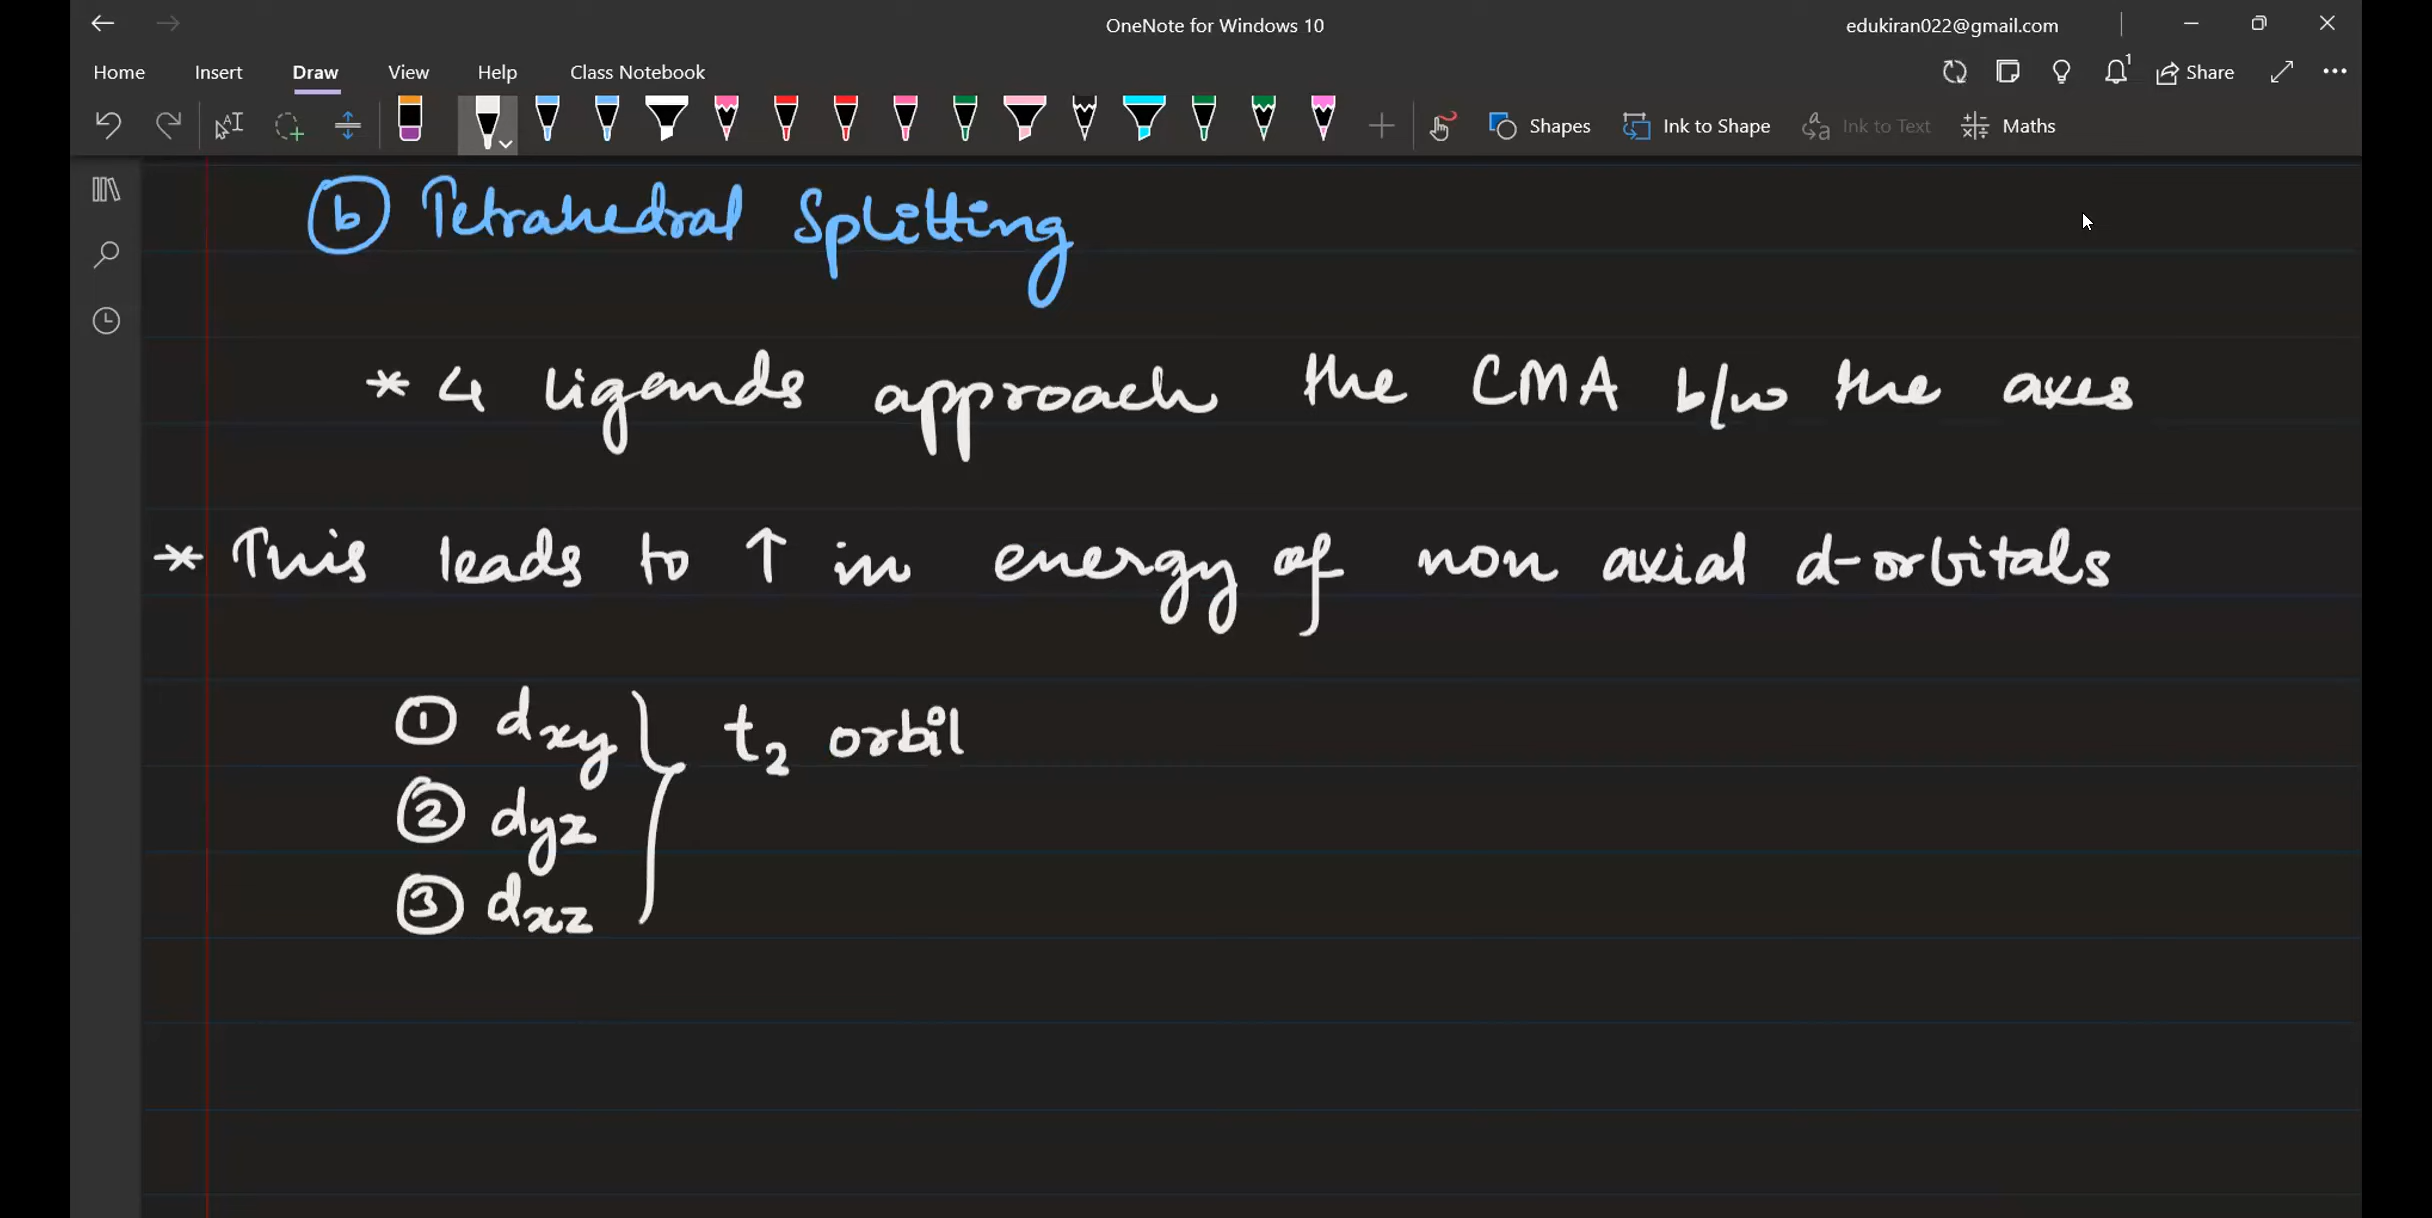 OneNote for Windows 10
edukiran022@gmail.com
Home Insert Draw View Help Class Notebook
1
Share
Shapes Ink to Shape Ink to Text Maths
b Tetrahedral Splitting
* 4 ligands approach the CMA b/w the axes
* This leads to ↑ in energy of non axial d-orbitals
① dxy } t₂ orbil
② dyz
③ dxz